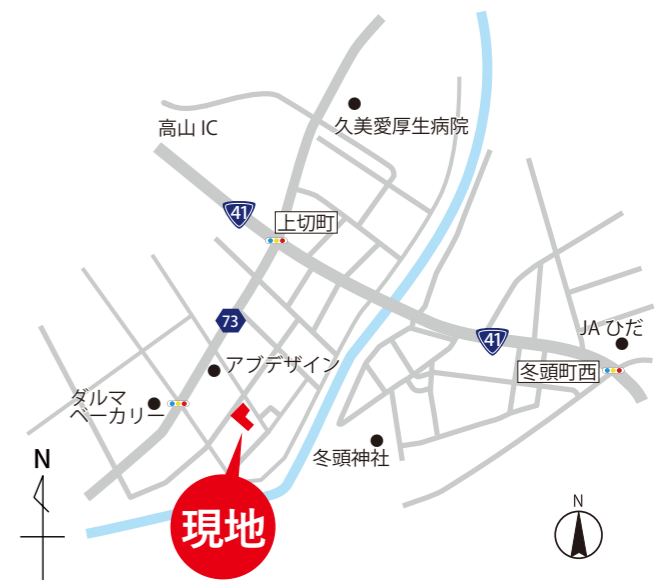 久美愛厚生病院
高山 IC
41
上切町
73
41
JA ひだ
アブデザイン
冬頭町西
ダルマ
ベーカリー
冬頭神社
N
現地
N